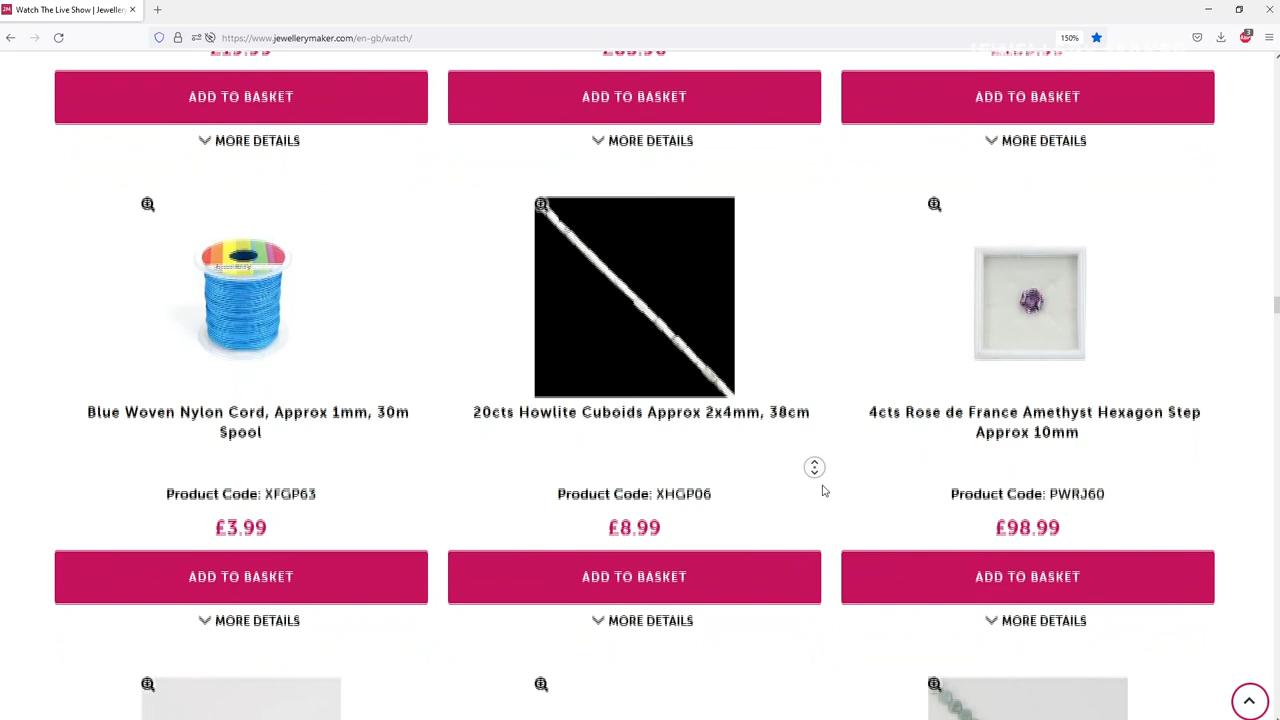 Watch The Live Show | Jeweller
https://www.jewellerymaker.com/en-gb/watch/
150%
3
ADD TO BASKET
ADD TO BASKET
ADD TO BASKET
MORE DETAILS
MORE DETAILS
MORE DETAILS
Blue Woven Nylon Cord, Approx 1mm, 30m
Spool
20cts Howlite Cuboids Approx 2x4mm, 38cm
4cts Rose de France Amethyst Hexagon Step
Approx 10mm
Product Code: XFGP63
Product Code: XHGP06
Product Code: PWRJ60
£3.99
£8.99
£98.99
ADD TO BASKET
ADD TO BASKET
ADD TO BASKET
MORE DETAILS
MORE DETAILS
MORE DETAILS